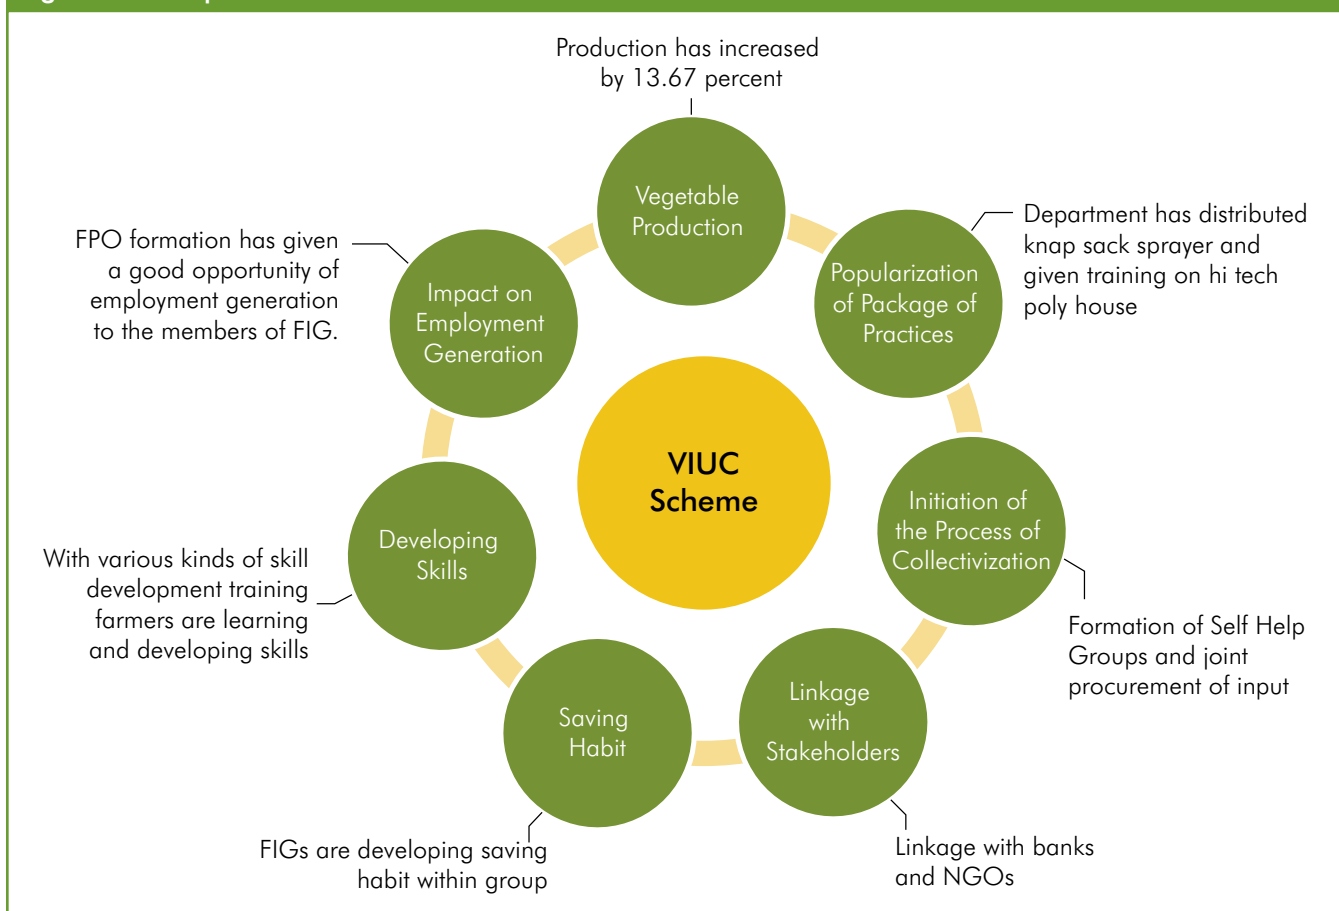 Production has increased
by 13.67 percent
Vegetable
Production
Department has distributed
knap sack sprayer and
given training on hi tech
poly house
Popularization
of Package of
Practices
Initiation of
the Process of
Collectivization
Formation of Self Help
Groups and joint
procurement of input
Linkage
with
Stakeholders
Linkage with banks
and NGOs
Saving
Habit
FIGs are developing saving
habit within group
Developing
Skills
With various kinds of skill
development training
farmers are learning
and developing skills
Impact on
Employment
Generation
FPO formation has given
a good opportunity of
employment generation
to the members of FIG.
VIUC
Scheme